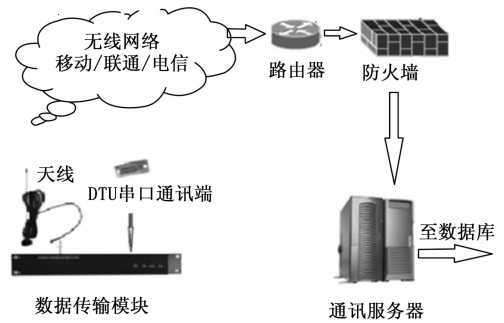 无线网络
移动/联通/电信
路由器
防火墙
天线
DTU串口通讯端
至数据库
数据传输模块
通讯服务器